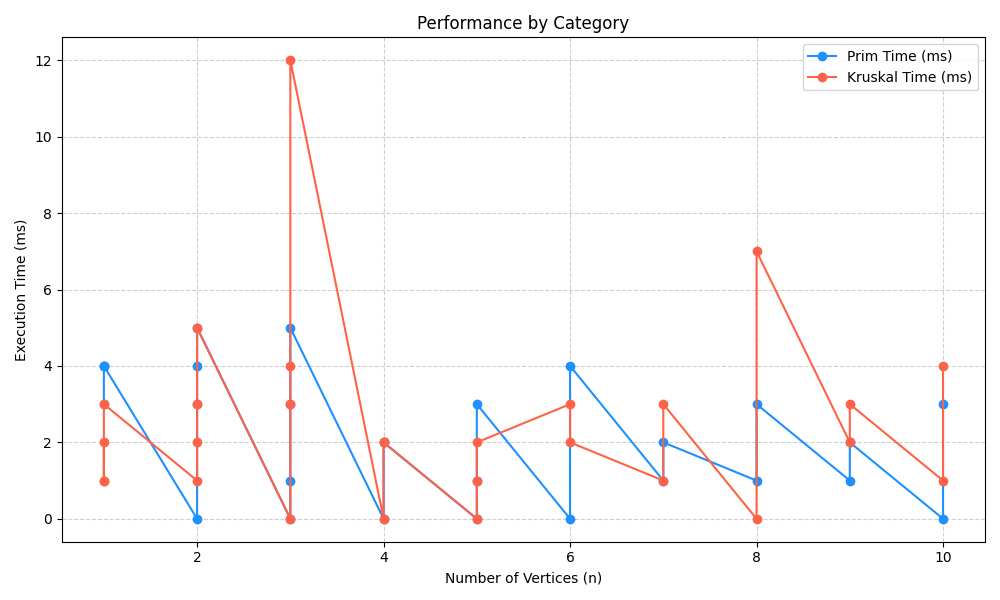 Performance by Category
Prim Time (ms)
Kruskal Time (ms)
Execution Time (ms)
12
10
8
6
4
2
0
2
4
6
8
10
Number of Vertices (n)